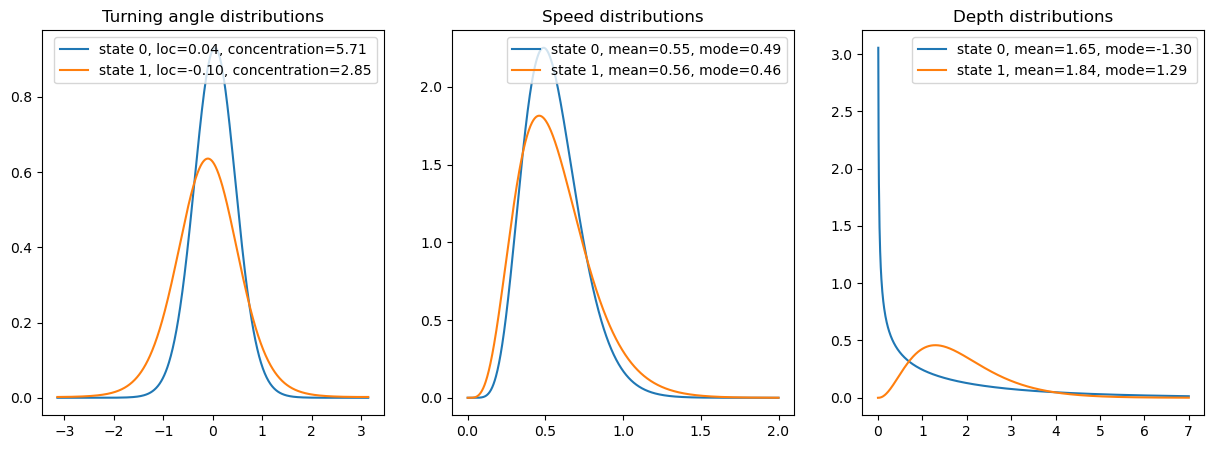 Turning angle distributions
state 0, loc=0.04, concentration=5.71
state 1, loc=-0.10, concentration=2.85
0.8
0.6
0.4
0.2
0.0
−3 −2 −1 0 1 2 3
Speed distributions
state 0, mean=0.55, mode=0.49
state 1, mean=0.56, mode=0.46
2.0
1.5
1.0
0.5
0.0
0.0 0.5 1.0 1.5 2.0
Depth distributions
state 0, mean=1.65, mode=-1.30
state 1, mean=1.84, mode=1.29
3.0
2.5
2.0
1.5
1.0
0.5
0.0
0 1 2 3 4 5 6 7